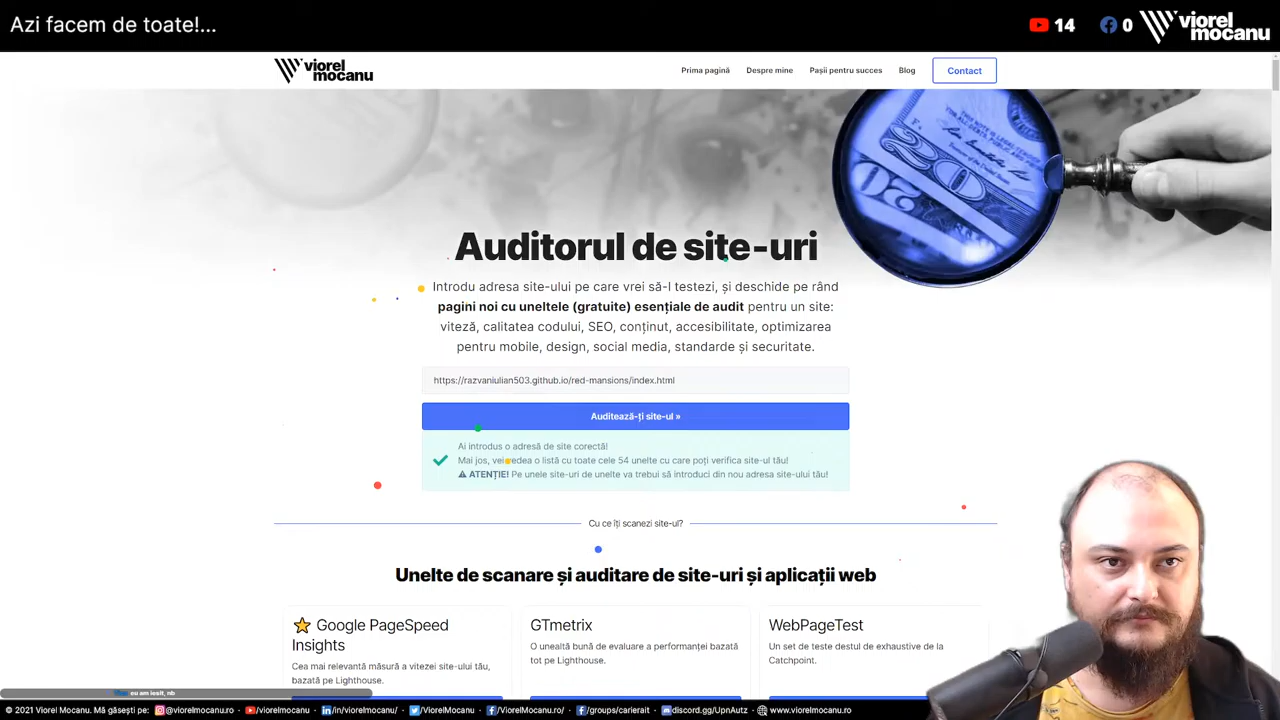 Azi facem de toate!...
14
0
viorel
mocanu
viorel
mocanu
Prima pagină
Despre mine
Pașii pentru succes
Blog
Contact
20
Auditorul de site-uri
Introdu adresa site-ului pe care vrei să-l testezi, și deschide pe rând
pagini noi cu uneltele (gratuite) esențiale de audit pentru un site:
viteză, calitatea codului, SEO, conținut, accesibilitate, optimizarea
pentru mobile, design, social media, standarde și securitate.
https://razvaniulian503.github.io/red-mansions/index.html
Auditează-ți site-ul »
Ai introdus o adresă de site corectă!
Mai jos, vei vedea o listă cu toate cele 54 unelte cu care poți verifica site-ul tău!
ATENȚIE! Pe unele site-uri de unelte va trebui să introduci din nou adresa site-ului tău!
Cu ce îți scanezi site-ul?
Unelte de scanare și auditare de site-uri și aplicații web
Google PageSpeed
Insights
Cea mai relevantă măsură a vitezei site-ului tău,
bazată pe Lighthouse.
GTmetrix
O unealtă bună de evaluare a performanței bazată
tot pe Lighthouse.
WebPageTest
Un set de teste destul de exhaustive de la
Catchpoint.
eu am iesit, nb
© 2021 Viorel Mocanu. Mă găsești pe:
@viorelmocanu.ro
/viorelmocanu
/in/viorelmocanu/
/ViorelMocanu
/ViorelMocanu.ro/
/groups/carierait
discord.gg/UpnAutz
www.viorelmocanu.ro